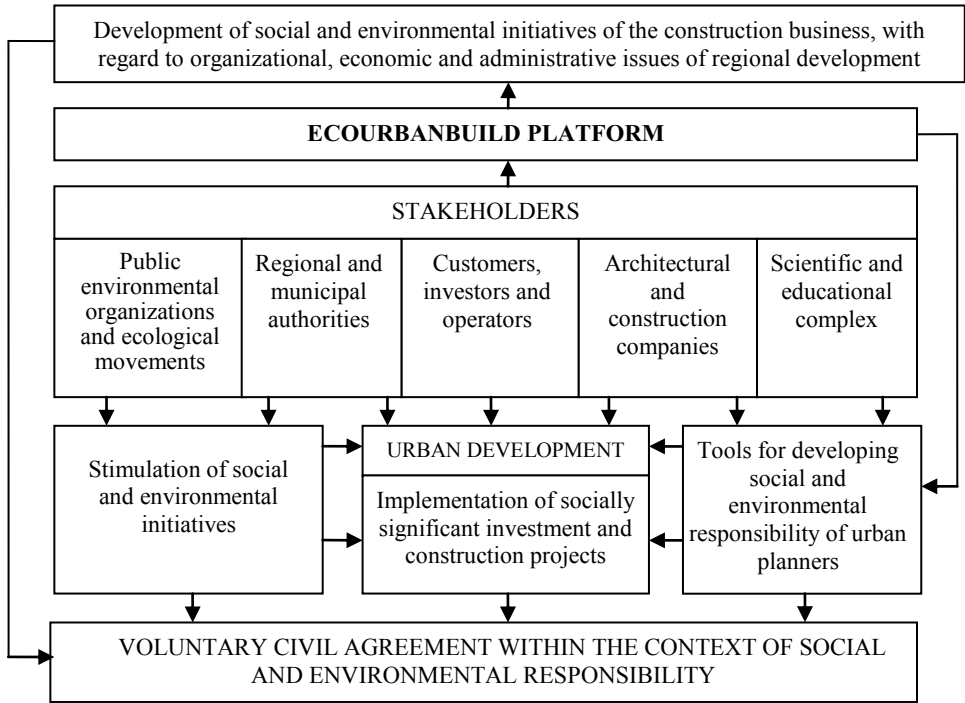 Development of social and environmental initiatives of the construction business, with
regard to organizational, economic and administrative issues of regional development
ECOURBANBUILD PLATFORM
STAKEHOLDERS
Public
environmental
organizations
and ecological
movements
Regional and
municipal
authorities
Customers,
investors and
operators
Architectural
and
construction
companies
Scientific and
educational
complex
Stimulation of social
and environmental
initiatives
URBAN DEVELOPMENT
Implementation of socially
significant investment and
construction projects
Tools for developing
social and
environmental
responsibility of urban
planners
VOLUNTARY CIVIL AGREEMENT WITHIN THE CONTEXT OF SOCIAL
AND ENVIRONMENTAL RESPONSIBILITY